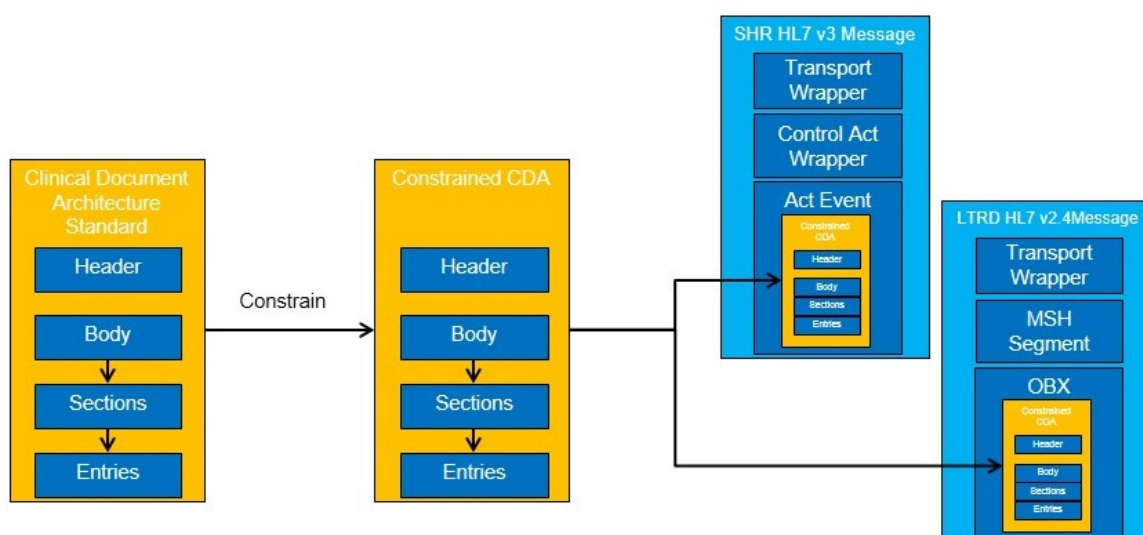 Clinical Document
Architecture
Standard
Header
Body
Sections
Entries
Constrain
Constrained CDA
Header
Body
Sections
Entries
SHR HL7 v3 Message
Transport
Wrapper
Control Act
Wrapper
Act Event
Constrained
CDA
Header
Body
Sections
Entries
LTRD HL7 v2.4Message
Transport
Wrapper
MSH
Segment
OBX
Constrained
CDA
Header
Body
Sections
Entries